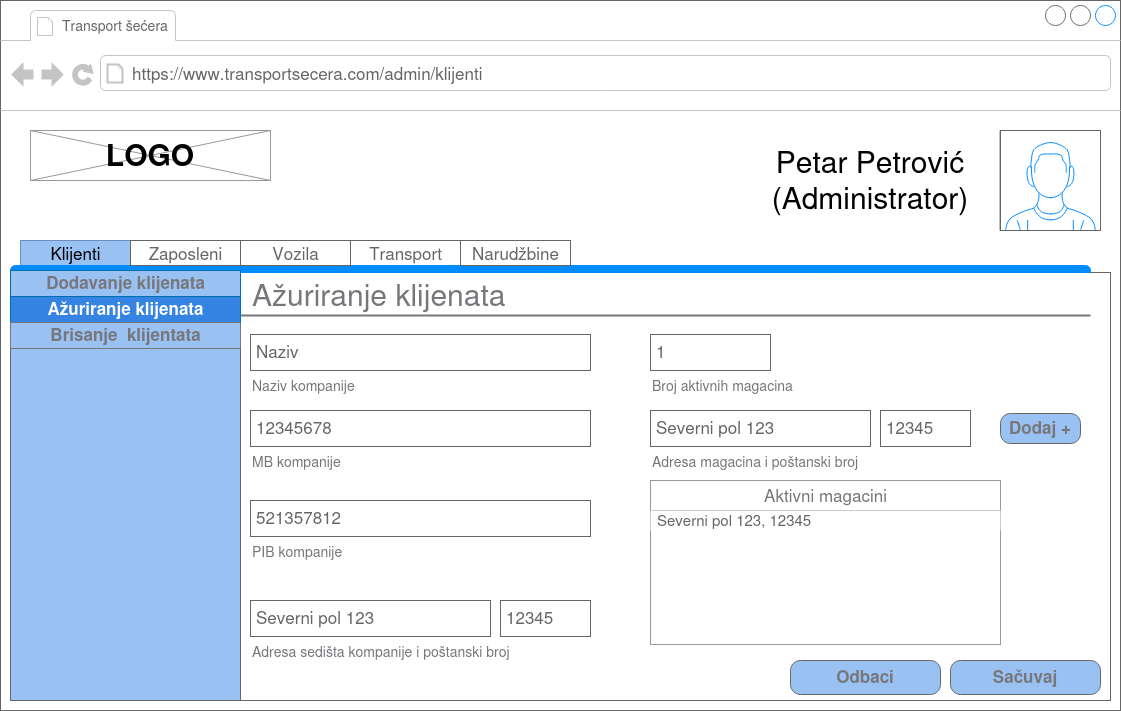 Transport šećera
https://www.transportsecera.com/admin/klijenti
LOGO
Petar Petrović
(Administrator)
Klijenti Zaposleni Vozila Transport Narudžbine
Dodavanje klijenata
Ažuriranje klijenata
Brisanje klijentata
Ažuriranje klijenata
Naziv
Naziv kompanije
12345678
MB kompanije
521357812
PIB kompanije
Severni pol 123 12345
Adresa sedišta kompanije i poštanski broj
1
Broj aktivnih magacina
Severni pol 123 12345 Dodaj +
Adresa magacina i poštanski broj
Aktivni magacini
Severni pol 123, 12345
Odbaci Sačuvaj